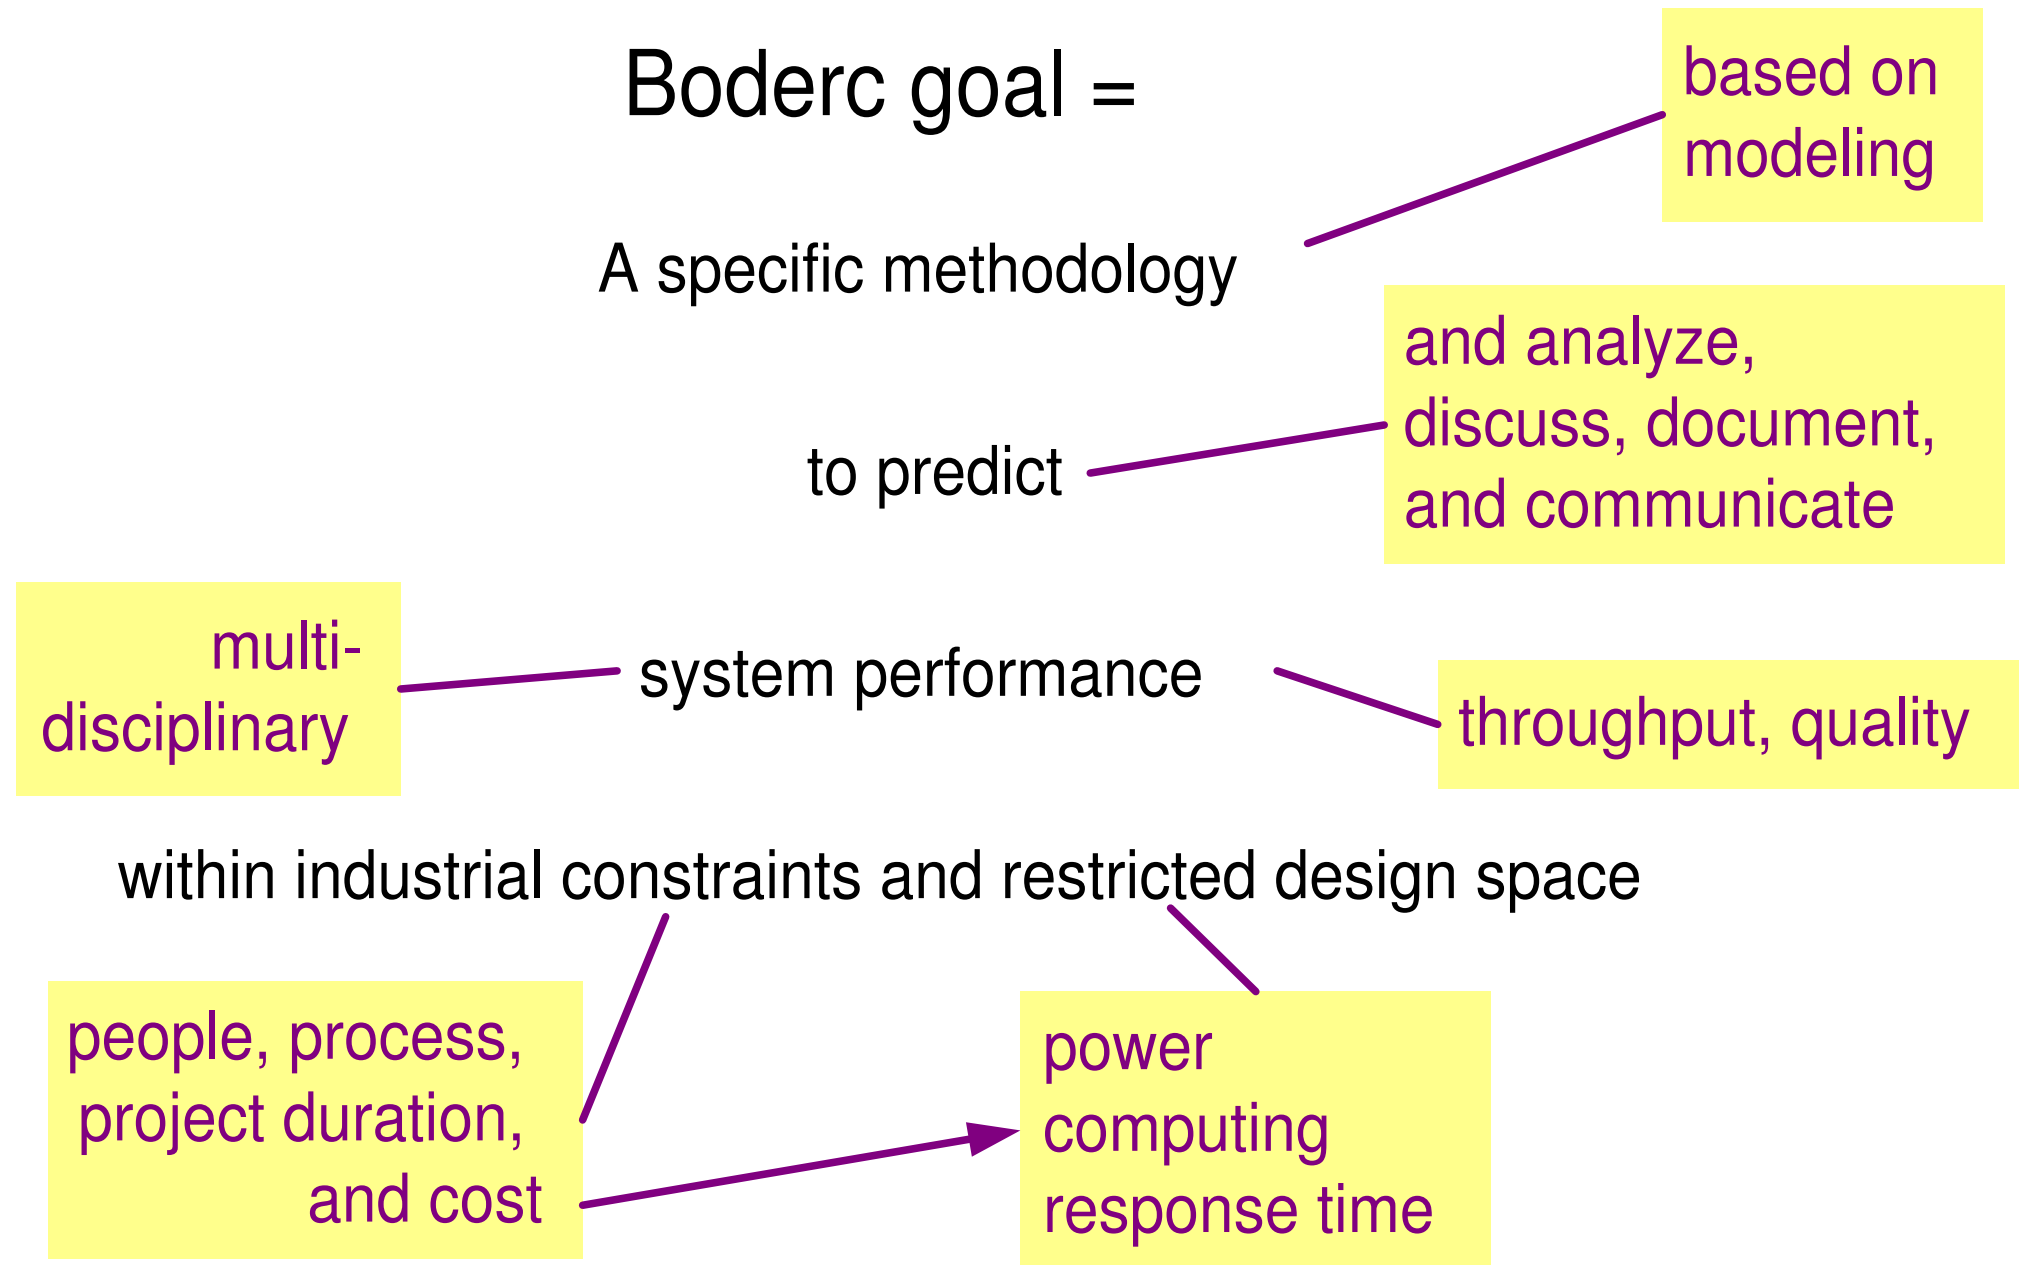 Boderc goal =
based on
modeling
A specific methodology
and analyze,
discuss, document,
and communicate
to predict
multi-
disciplinary
system performance
throughput, quality
within industrial constraints and restricted design space
people, process,
project duration,
and cost
power
computing
response time